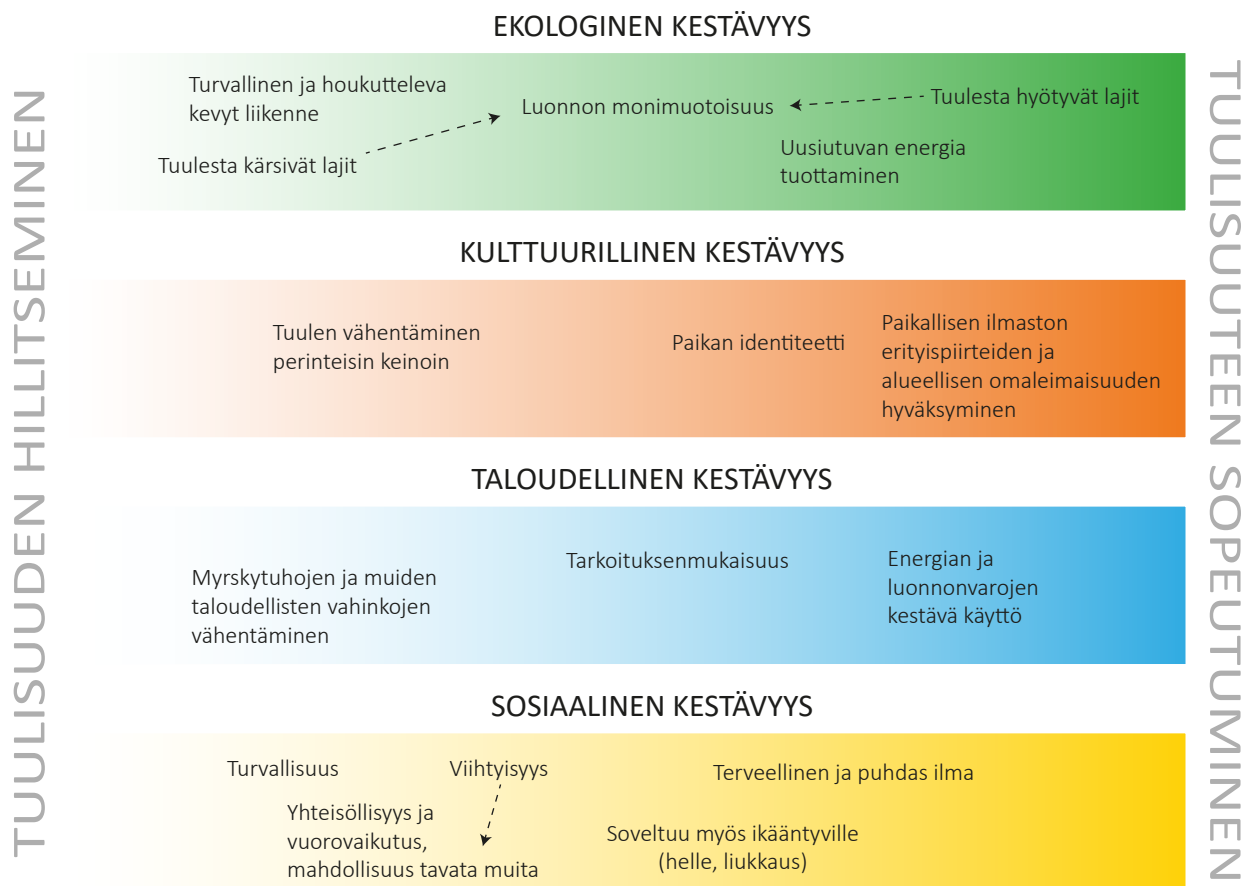 TUULISUUDEN HILLITSEMINEN
EKOLOGINEN KESTÄVYYS
Turvallinen ja houkutteleva
kevyt liikenne
Luonnon monimuotoisuus
Tuulesta hyötyvät lajit
Tuulesta kärsivät lajit
Uusiutuvan energia
tuottaminen
KULTTUURILLINEN KESTÄVYYS
Tuulen vähentäminen
perinteisin keinoin
Paikan identiteetti
Paikallisen ilmaston
erityispiirteiden ja
alueellisen omaleimaisuuden
hyväksyminen
TALOUDELLINEN KESTÄVYYS
Myrskytuhojen ja muiden
taloudellisten vahinkojen
vähentäminen
Tarkoituksenmukaisuus
Energian ja
luonnonvarojen
kestävä käyttö
SOSIAALINEN KESTÄVYYS
Turvallisuus
Viihtyisyys
Terveellinen ja puhdas ilma
Yhteisöllisyys ja
vuorovaikutus,
mahdollisuus tavata muita
Soveltuu myös ikääntyville
(helle, liukkaus)
TUULISUUTEEN SOPEUTUMINEN